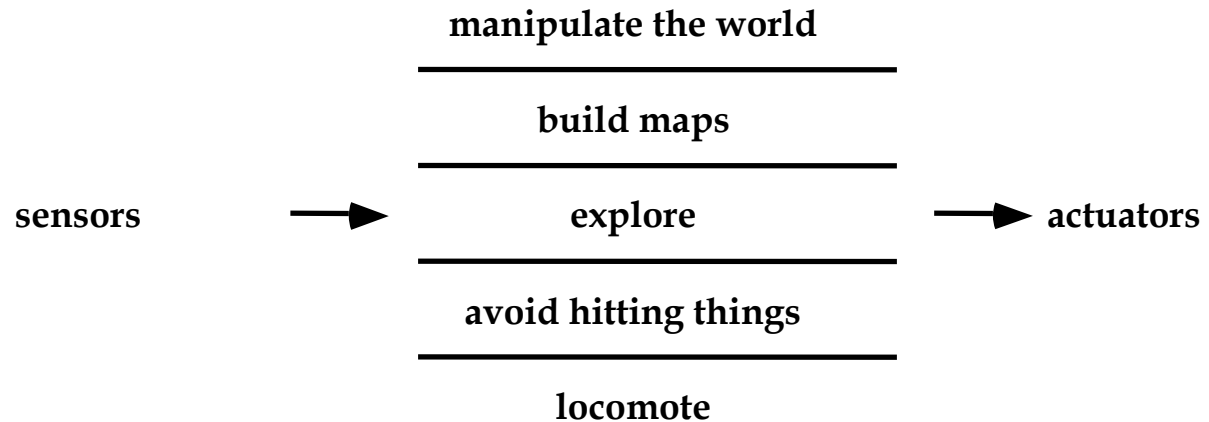 manipulate the world
build maps
sensors
explore
actuators
avoid hitting things
locomote